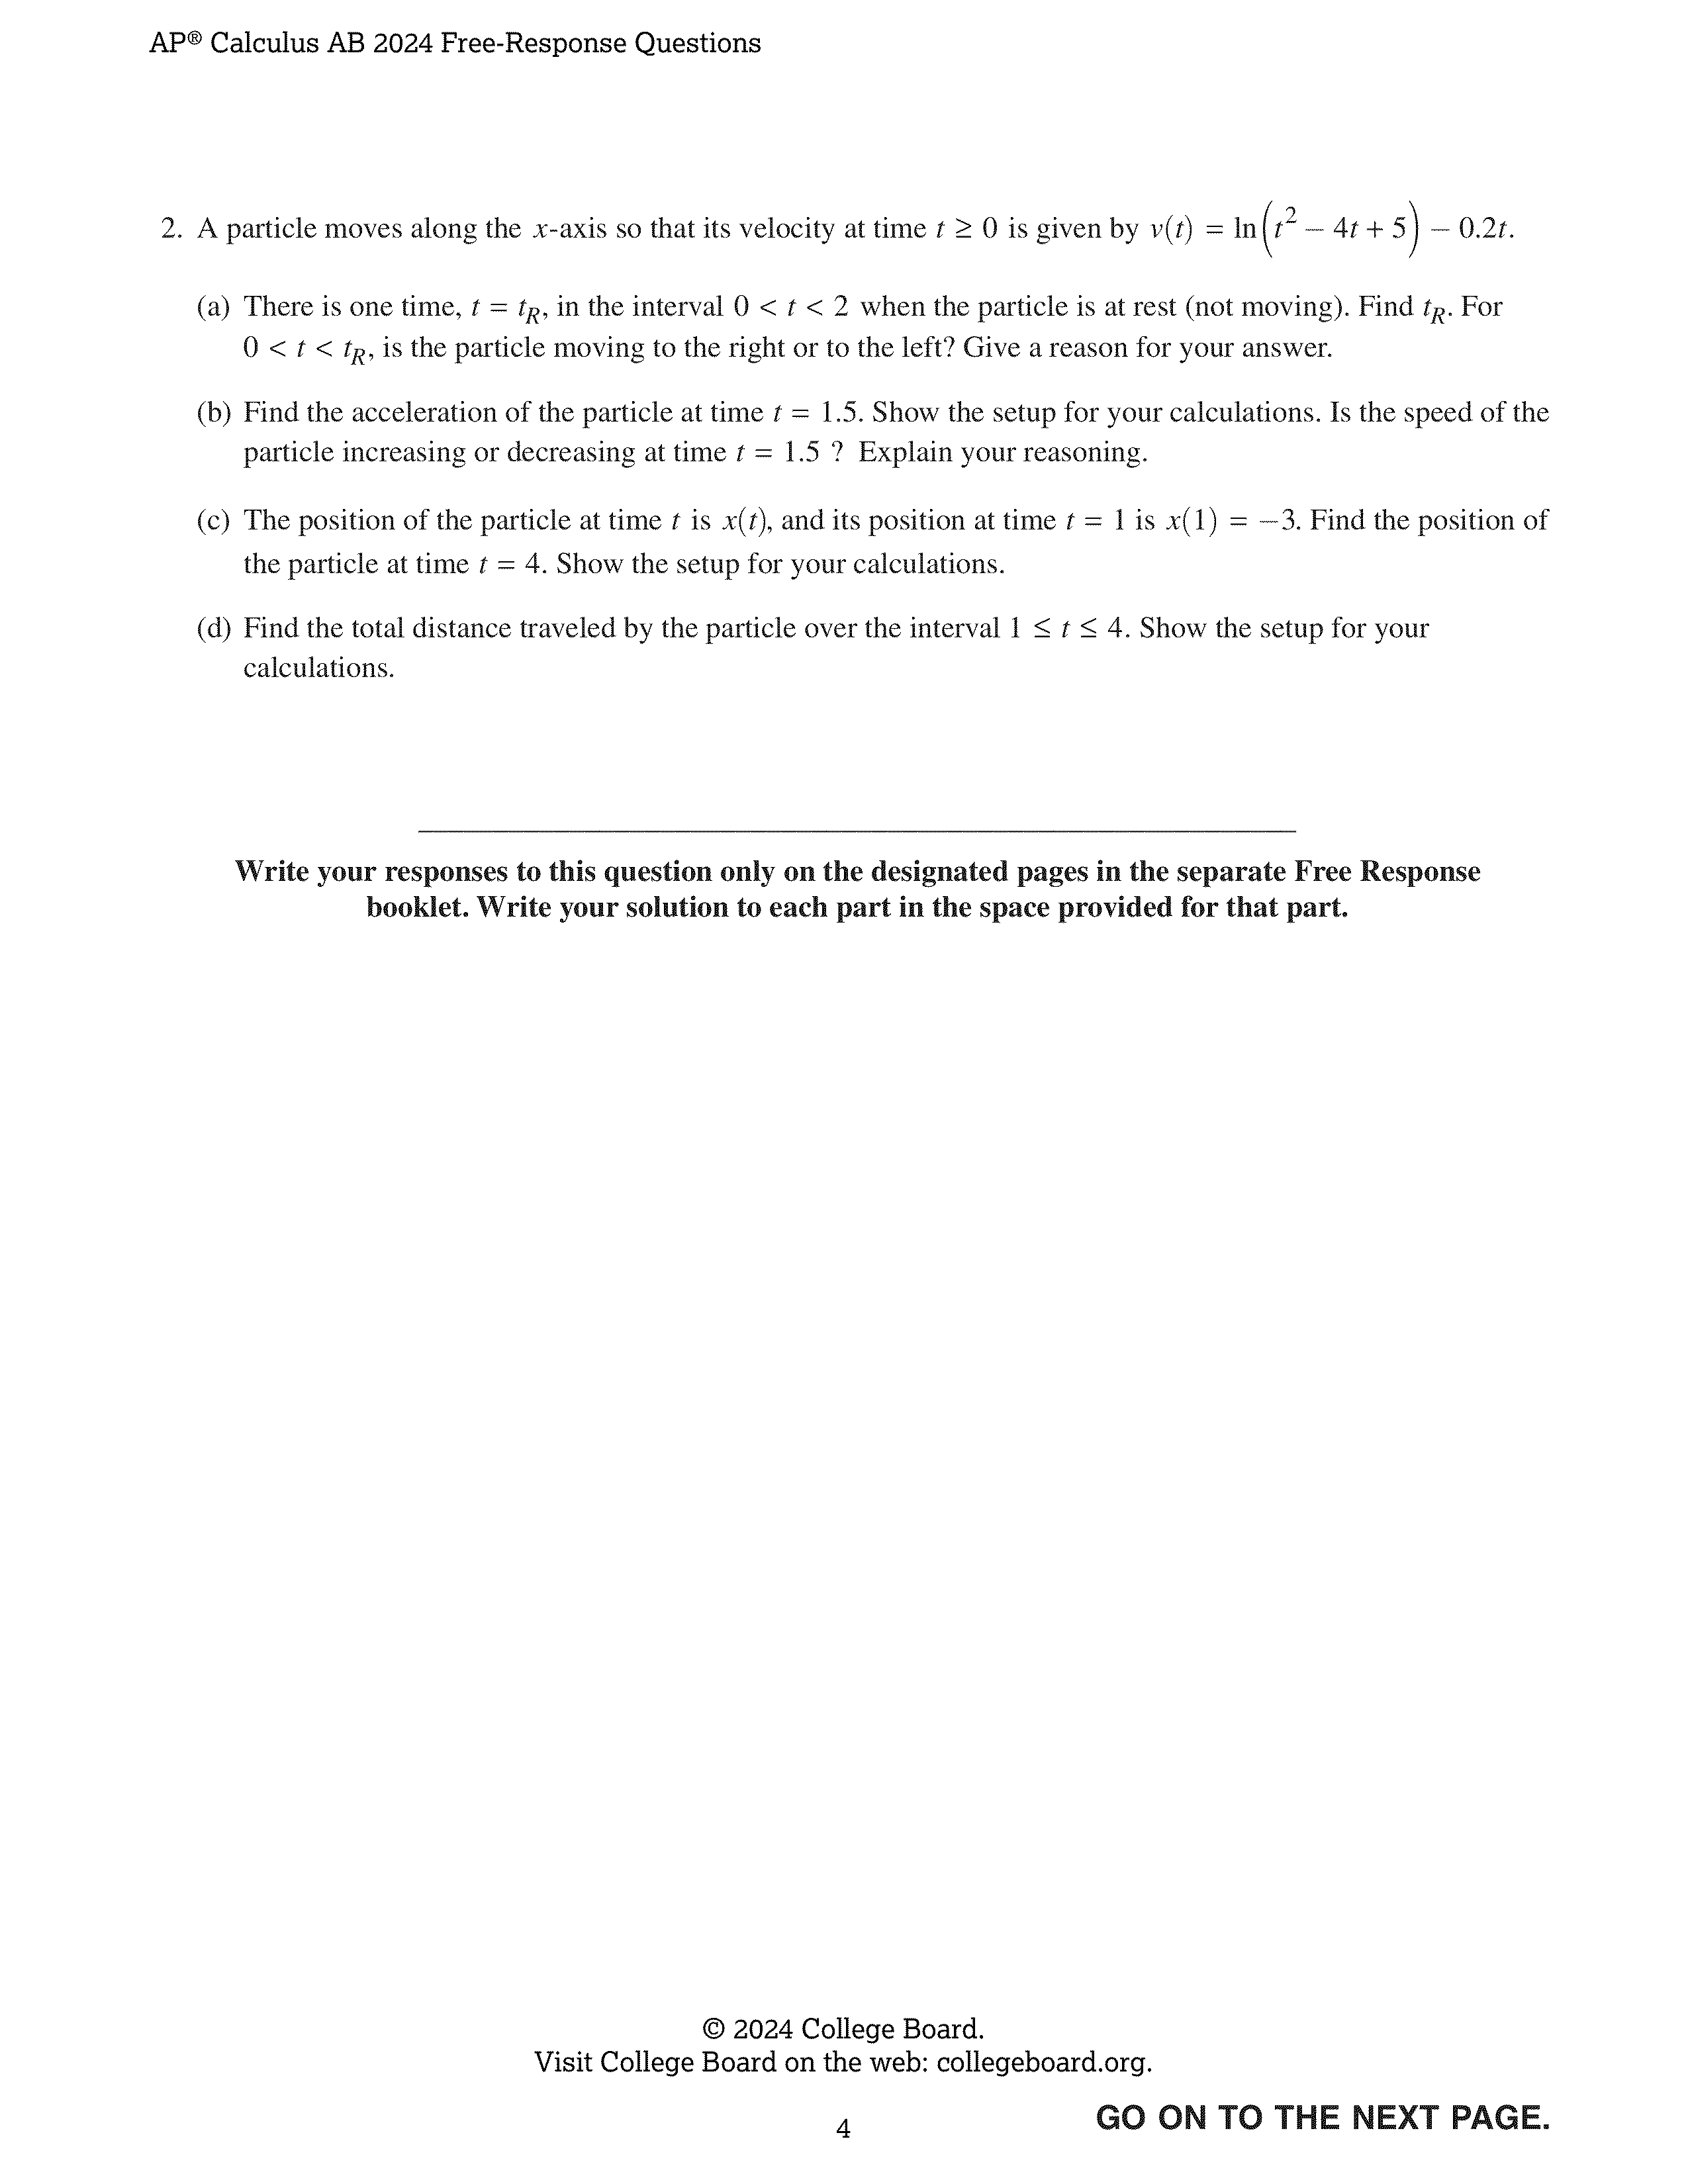 AP® Calculus AB 2024 Free-Response Questions
2. A particle moves along the x-axis so that its velocity at time t ≥ 0 is given by v(t) = ln(t² − 4t + 5) − 0.2t.
(a) There is one time, t = t_R, in the interval 0 < t < 2 when the particle is at rest (not moving). Find t_R. For
0 < t < t_R, is the particle moving to the right or to the left? Give a reason for your answer.
(b) Find the acceleration of the particle at time t = 1.5. Show the setup for your calculations. Is the speed of the
particle increasing or decreasing at time t = 1.5 ? Explain your reasoning.
(c) The position of the particle at time t is x(t), and its position at time t = 1 is x(1) = −3. Find the position of
the particle at time t = 4. Show the setup for your calculations.
(d) Find the total distance traveled by the particle over the interval 1 ≤ t ≤ 4. Show the setup for your
calculations.
Write your responses to this question only on the designated pages in the separate Free Response
booklet. Write your solution to each part in the space provided for that part.
© 2024 College Board.
Visit College Board on the web: collegeboard.org.
GO ON TO THE NEXT PAGE.
4